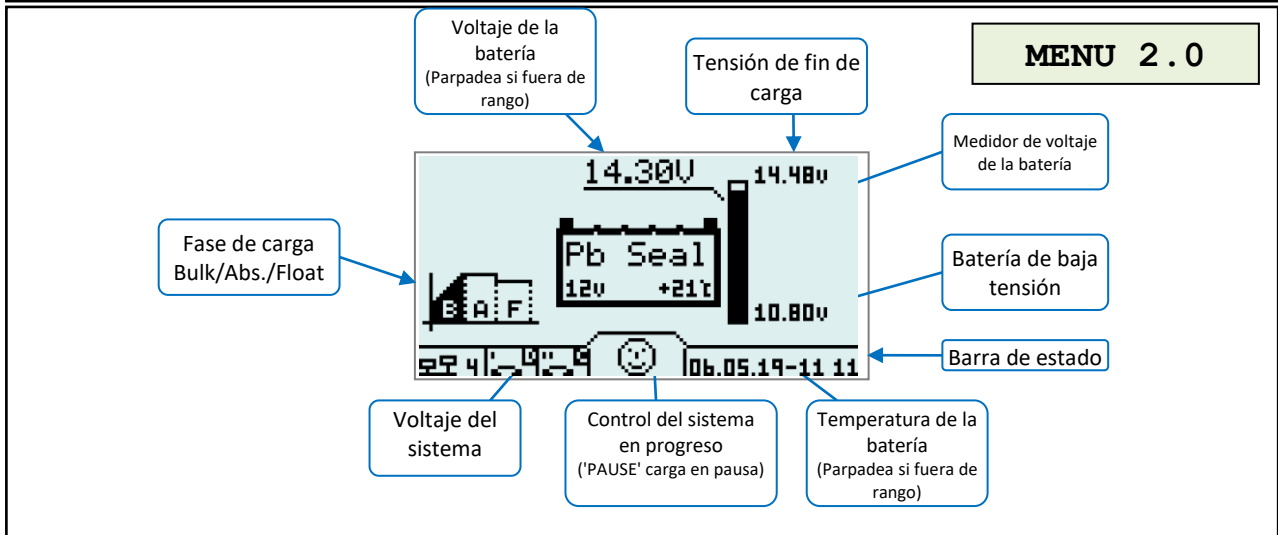 Voltaje de la
batería
(Parpadea si fuera de
rango)
Tensión de fin de
carga
MENU 2.0
Medidor de voltaje
de la batería
14.30V
14.48v
Fase de carga
Bulk/Abs./Float
Pb Seal
12v +21℃
B A F
Batería de baja
tensión
10.80v
Barra de estado
4
06.05.19-11 11
Voltaje del
sistema
Control del sistema
en progreso
('PAUSE' carga en pausa)
Temperatura de la
batería
(Parpadea si fuera de
rango)